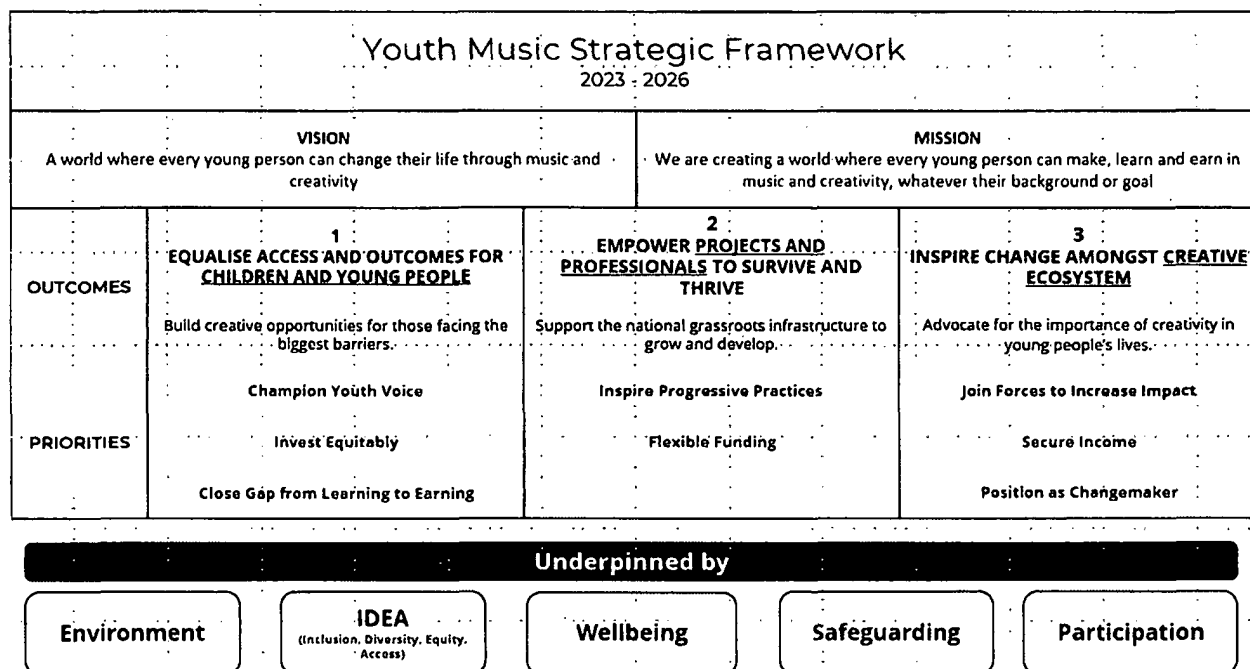 Youth Music Strategic Framework
2023 - 2026
VISION
A world where every young person can change their life through music and
creativity
MISSION
We are creating a world where every young person can make, learn and earn in
music and creativity, whatever their background or goal
OUTCOMES
1
EQUALISE ACCESS AND OUTCOMES FOR
CHILDREN AND YOUNG PEOPLE
Build creative opportunities for those facing the
biggest barriers.
2
EMPOWER PROJECTS AND
PROFESSIONALS TO SURVIVE AND
THRIVE
Support the national grassroots infrastructure to
grow and develop.
3
INSPIRE CHANGE AMONGST CREATIVE
ECOSYSTEM
Advocate for the importance of creativity in
young people's lives.
PRIORITIES
Champion Youth Voice
Invest Equitably
Close Gap from Learning to Earning
Inspire Progressive Practices
Flexible Funding
Join Forces to Increase Impact
Secure Income
Position as Changemaker
Underpinned by
Environment
IDEA
(Inclusion, Diversity, Equity,
Access)
Wellbeing
Safeguarding
Participation